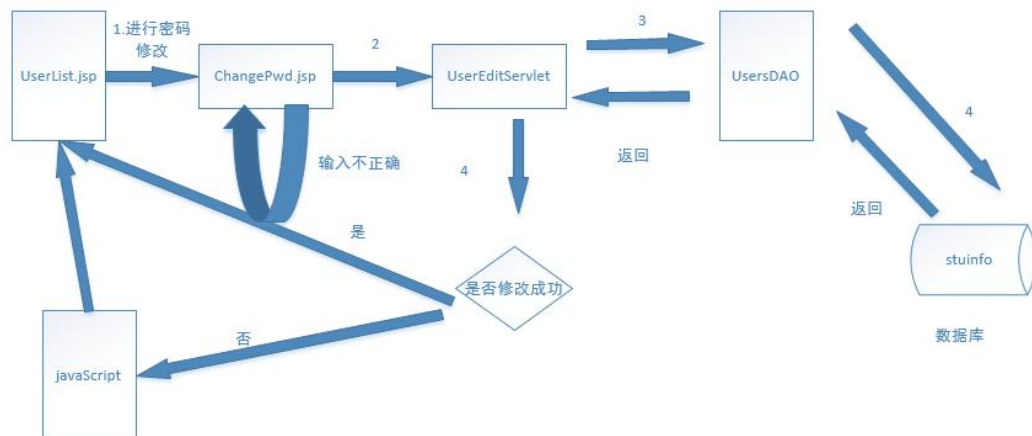 1.进行密码
修改
UserList.jsp
ChangePwd.jsp
2
UserEditServlet
3
UsersDAO
4
输入不正确
4
返回
返回
是
stuinfo
是否修改成功
数据库
否
javaScript